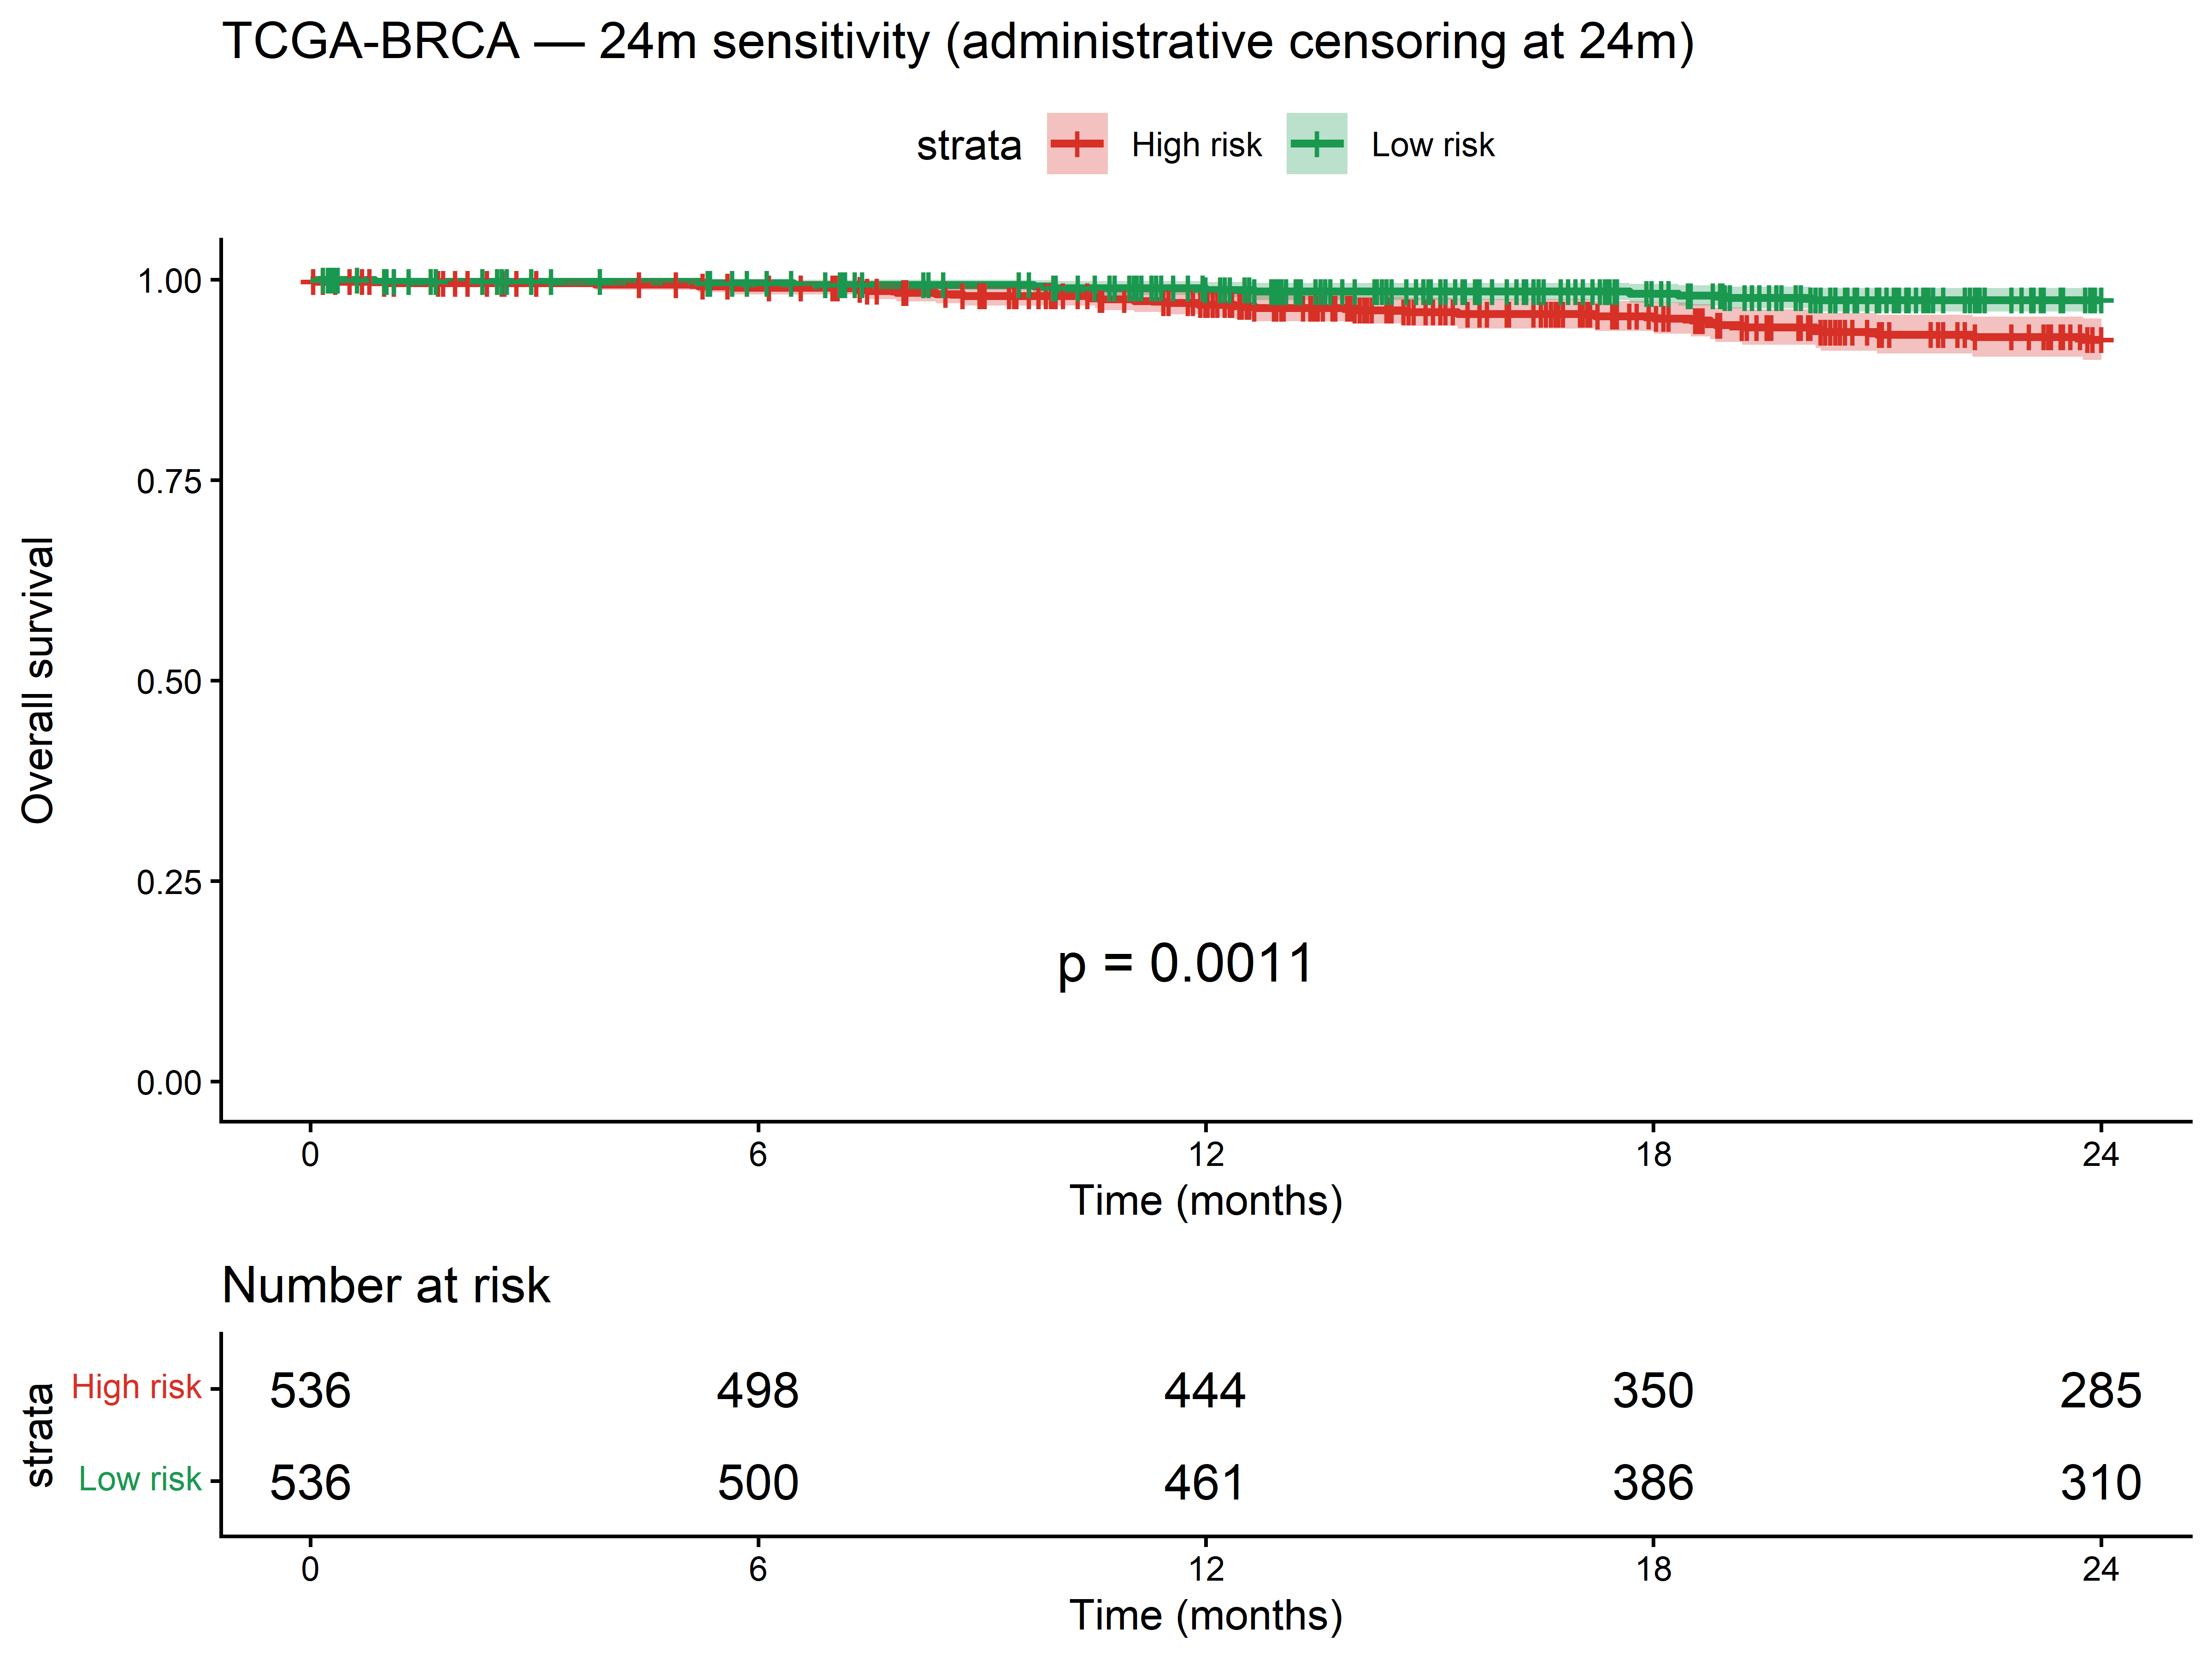 TCGA-BRCA — 24m sensitivity (administrative censoring at 24m)
strata High risk Low risk
1.00
0.75
0.50
0.25
0.00
Overall survival
p = 0.0011
0 6 12 18 24
Time (months)
Number at risk
strata
High risk 536 498 444 350 285
Low risk 536 500 461 386 310
0 6 12 18 24
Time (months)